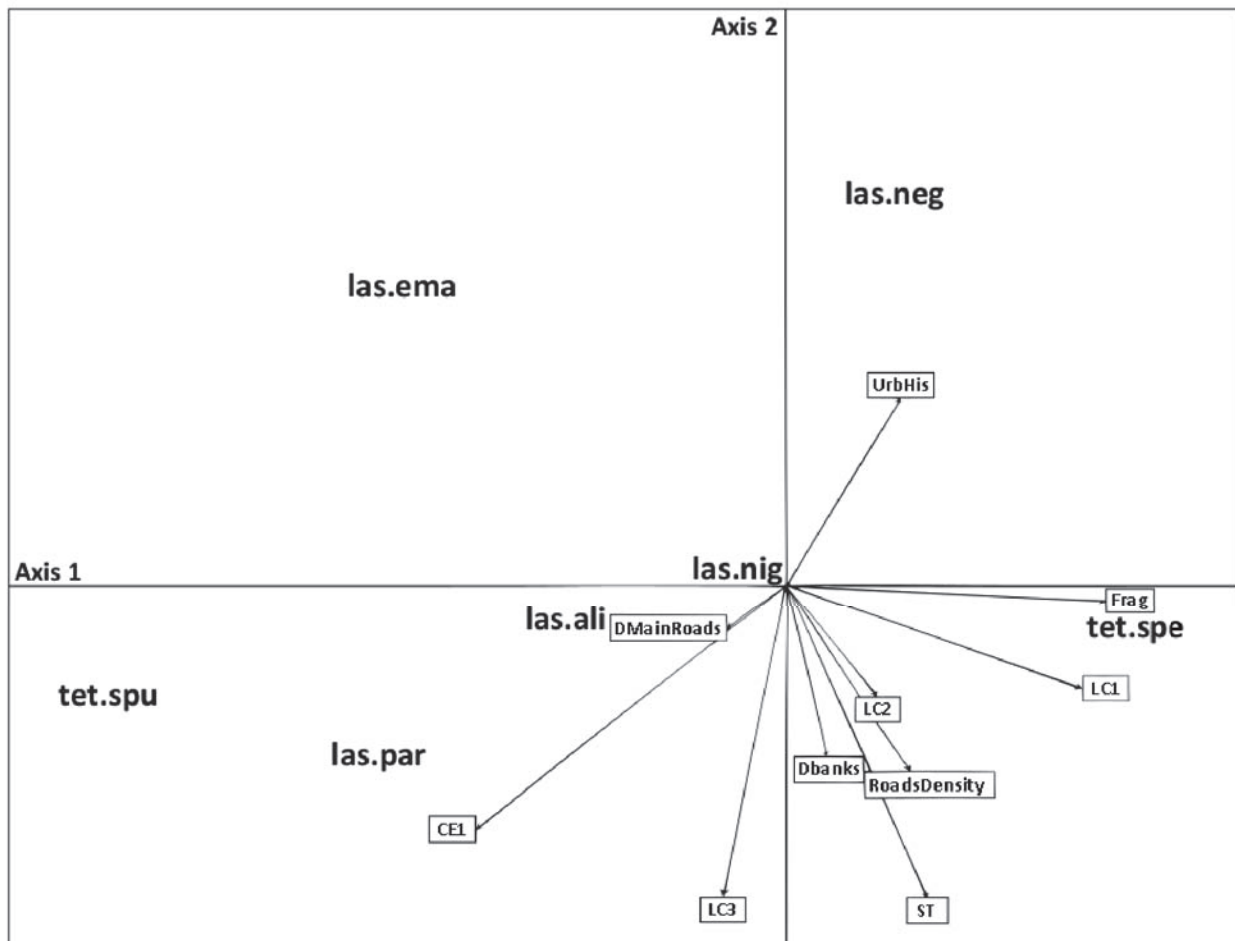 Axis 2
las.neg
las.ema
UrbHis
las.nig
Axis 1
Frag
las.ali
DMainRoads
tet.spe
tet.spu
LC1
LC2
las.par
Dbanks
RoadsDensity
CE1
LC3
ST